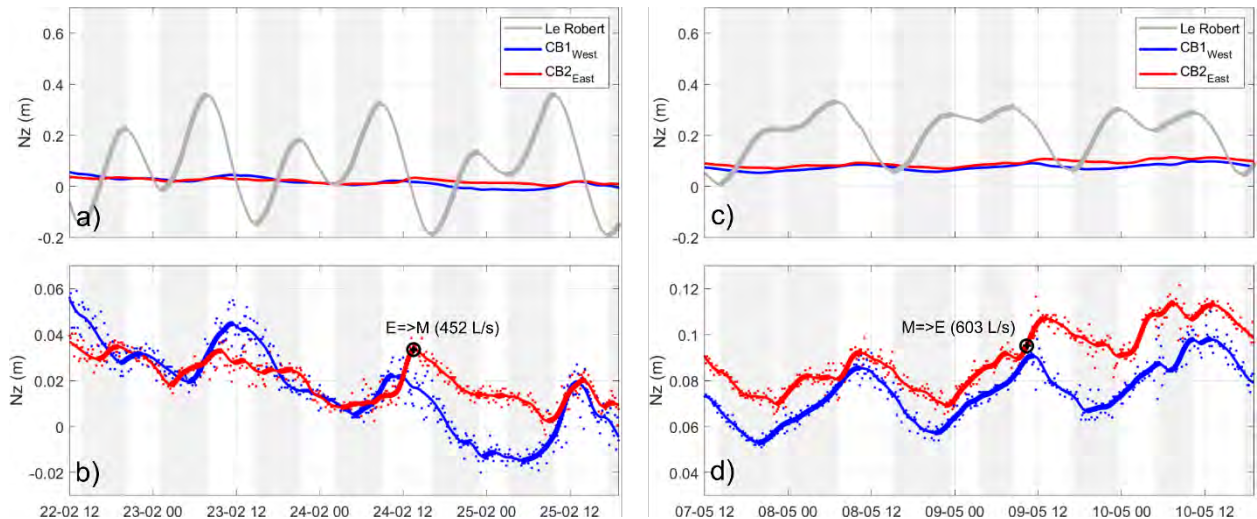 0.6
0.4
0.2
0
-0.2
Nz (m)
Le Robert
CB1West
CB2East
a)
0.6
0.4
0.2
0
-0.2
Nz (m)
Le Robert
CB1West
CB2East
c)
0.06
0.04
0.02
0
-0.02
Nz (m)
E=>M (452 L/s)
b)
22-02 12 23-02 00 23-02 12 24-02 00 24-02 12 25-02 00 25-02 12
0.12
0.1
0.08
0.06
0.04
Nz (m)
M=>E (603 L/s)
d)
07-05 12 08-05 00 08-05 12 09-05 00 09-05 12 10-05 00 10-05 12